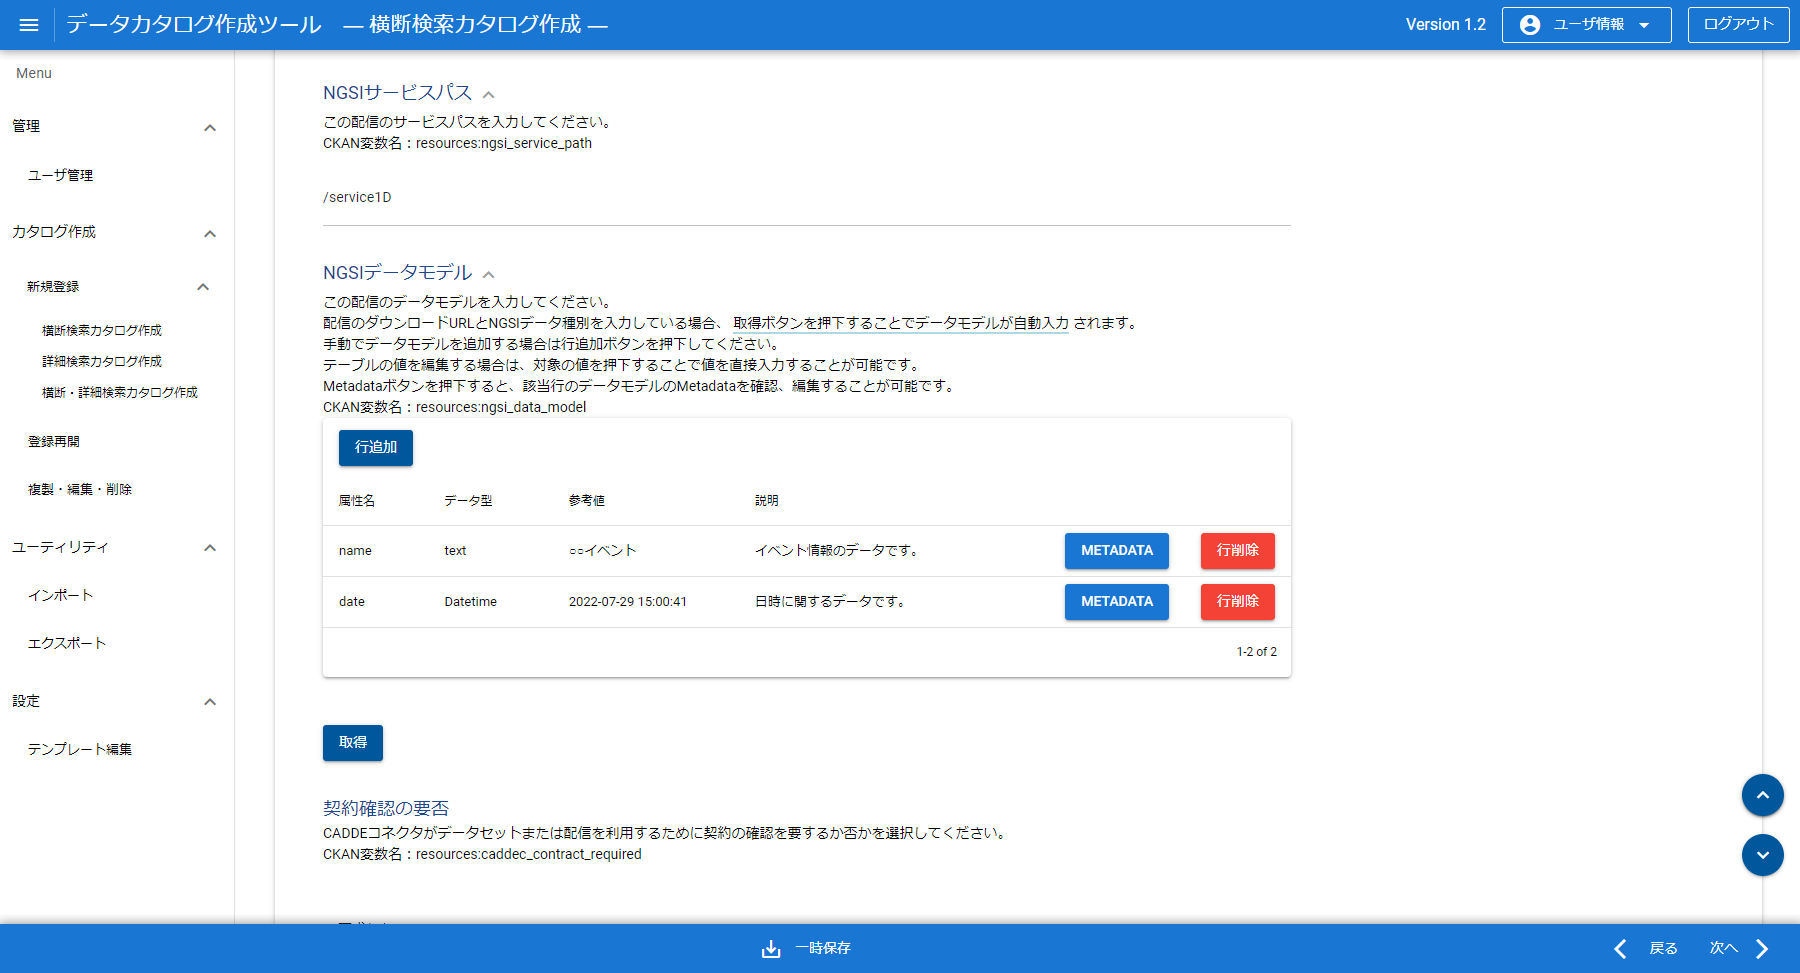 データカタログ作成ツール ― 横断検索カタログ作成 ―
Version 1.2
ユーザ情報
ログアウト
Menu
管理
ユーザ管理
カタログ作成
新規登録
横断検索カタログ作成
詳細検索カタログ作成
横断・詳細検索カタログ作成
登録再開
複製・編集・削除
ユーティリティ
インポート
エクスポート
設定
テンプレート編集
NGSIサービスパス
この配信のサービスパスを入力してください。
CKAN変数名：resources:ngsi_service_path
/service1D
NGSIデータモデル
この配信のデータモデルを入力してください。
配信のダウンロードURLとNGSIデータ種別を入力している場合、 取得ボタンを押下することでデータモデルが自動入力 されます。
手動でデータモデルを追加する場合は行追加ボタンを押下してください。
テーブルの値を編集する場合は、対象の値を押下することで値を直接入力することが可能です。
Metadataボタンを押下すると、該当行のデータモデルのMetadataを確認、編集することが可能です。
CKAN変数名：resources:ngsi_data_model
行追加
属性名 データ型 参考値 説明
name text ○○イベント イベント情報のデータです。 METADATA 行削除
date Datetime 2022-07-29 15:00:41 日時に関するデータです。 METADATA 行削除
1-2 of 2
取得
契約確認の要否
CADDEコネクタがデータセットまたは配信を利用するために契約の確認を要するか否かを選択してください。
CKAN変数名：resources:caddec_contract_required
一時保存
戻る
次へ